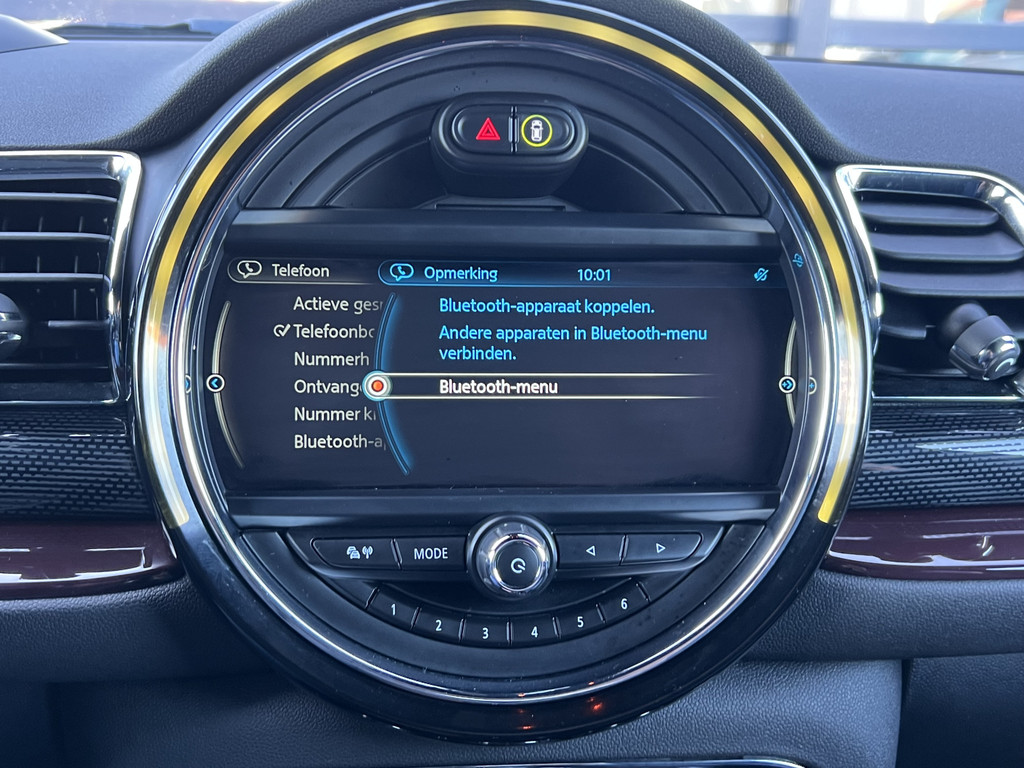 Telefoon
Opmerking 10:01
Actieve ges
Telefoonbo
Nummerh
Ontvang
Nummer k
Bluetooth-a
Bluetooth-apparaat koppelen.
Andere apparaten in Bluetooth-menu
verbinden.
Bluetooth-menu
MODE
1 2 3 4 5 6